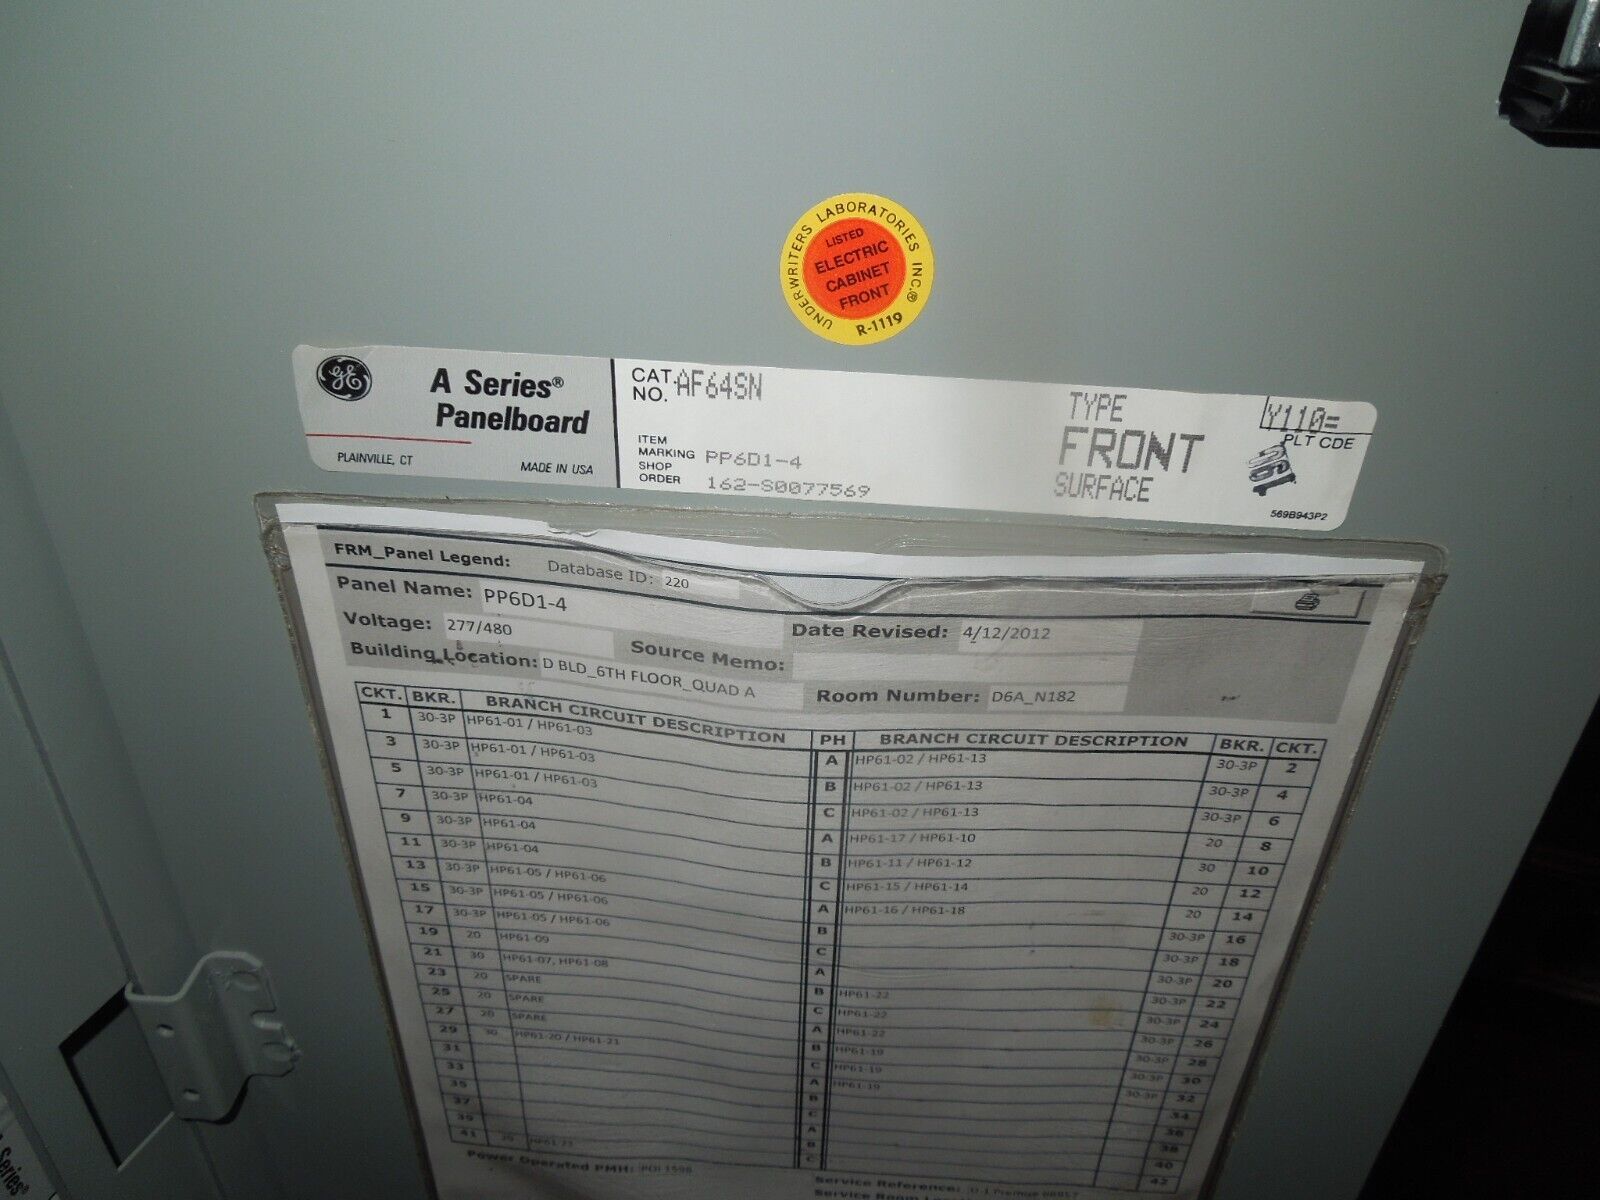 UNDERWRITERS LABORATORIES INC.®
LISTED
ELECTRIC
CABINET
FRONT
R-1119
GE
A Series®
Panelboard
PLAINVILLE, CT
MADE IN USA
CAT. NO. AF64SN
ITEM MARKING PP6D1-4
SHOP ORDER 162-S0077569
TYPE
FRONT
SURFACE
Y110=
PLT CDE
569B943P2
FRM_Panel Legend: Database ID: 220
Panel Name: PP6D1-4
Voltage: 277/480 Date Revised: 4/12/2012
Source Memo:
Building Location: D BLD_6TH FLOOR_QUAD A Room Number: D6A_N182
CKT. BKR. BRANCH CIRCUIT DESCRIPTION PH BRANCH CIRCUIT DESCRIPTION BKR. CKT.
1 30-3P HP61-01 / HP61-03 A HP61-02 / HP61-13 30-3P 2
3 30-3P HP61-01 / HP61-03 B HP61-02 / HP61-13 30-3P 4
5 30-3P HP61-01 / HP61-03 C HP61-02 / HP61-13 30-3P 6
7 30-3P HP61-04 A HP61-17 / HP61-10 20 8
9 30-3P HP61-04 B HP61-11 / HP61-12 30 10
11 30-3P HP61-04 C HP61-15 / HP61-14 20 12
13 30-3P HP61-05 / HP61-06 A HP61-16 / HP61-18 20 14
15 30-3P HP61-05 / HP61-06 B 30-3P 16
17 30-3P HP61-05 / HP61-06 C 30-3P 18
19 20 HP61-09 A 30-3P 20
21 30 HP61-07, HP61-08 B HP61-22 30-3P 22
23 20 SPARE C HP61-22 30-3P 24
25 20 SPARE A HP61-22 30-3P 26
27 20 SPARE B HP61-19 30-3P 28
29 30 HP61-20 / HP61-21 C HP61-19 30-3P 30
31 A HP61-19 30-3P 32
33 B 34
35 C 36
37 A 38
39 B 40
41 C 42
Power Operated PMH:
Service Reference:
Series®